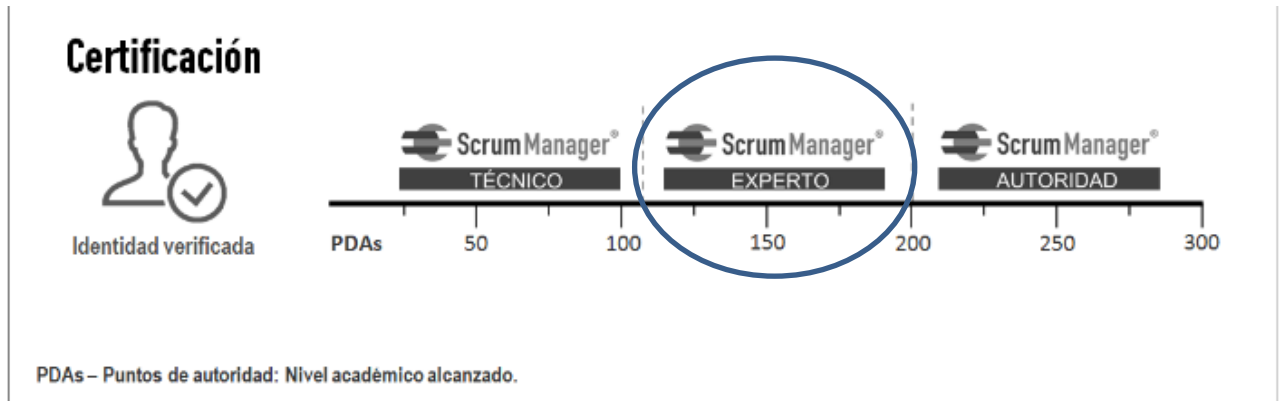 Certificación
ScrumManager® ScrumManager® ScrumManager®
TÉCNICO EXPERTO AUTORIDAD
Identidad verificada PDAs 50 100 150 200 250 300
PDAs – Puntos de autoridad: Nivel acadèmico alcanzado.